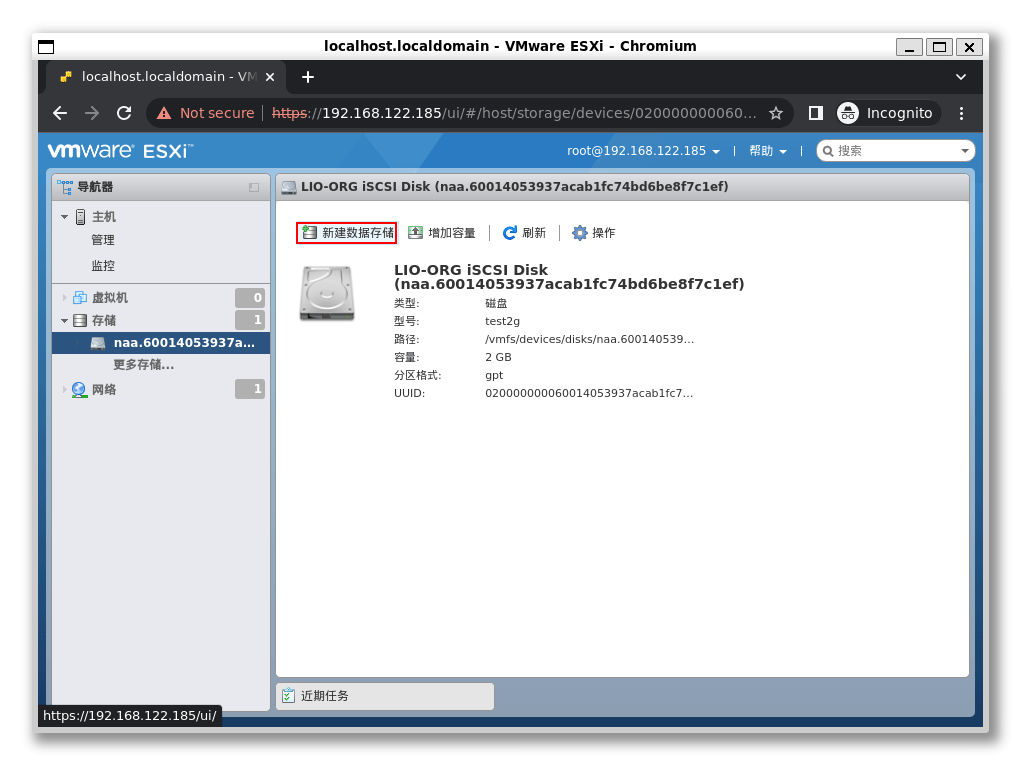 localhost.localdomain - VMware ESXi - Chromium
localhost.localdomain - VM
Not secure
https://192.168.122.185/ui/#/host/storage/devices/020000000060...
Incognito
vmware ESXi™
root@192.168.122.185
帮助
搜索
导航器
主机
管理
监控
虚拟机 0
存储 1
naa.60014053937a...
更多存储...
网络 1
LIO-ORG iSCSI Disk (naa.60014053937acab1fc74bd6be8f7c1ef)
新建数据存储 增加容量 刷新 操作
LIO-ORG iSCSI Disk
(naa.60014053937acab1fc74bd6be8f7c1ef)
类型: 磁盘
型号: test2g
路径: /vmfs/devices/disks/naa.600140539...
容量: 2 GB
分区格式: gpt
UUID: 020000000060014053937acab1fc7...
近期任务
https://192.168.122.185/ui/